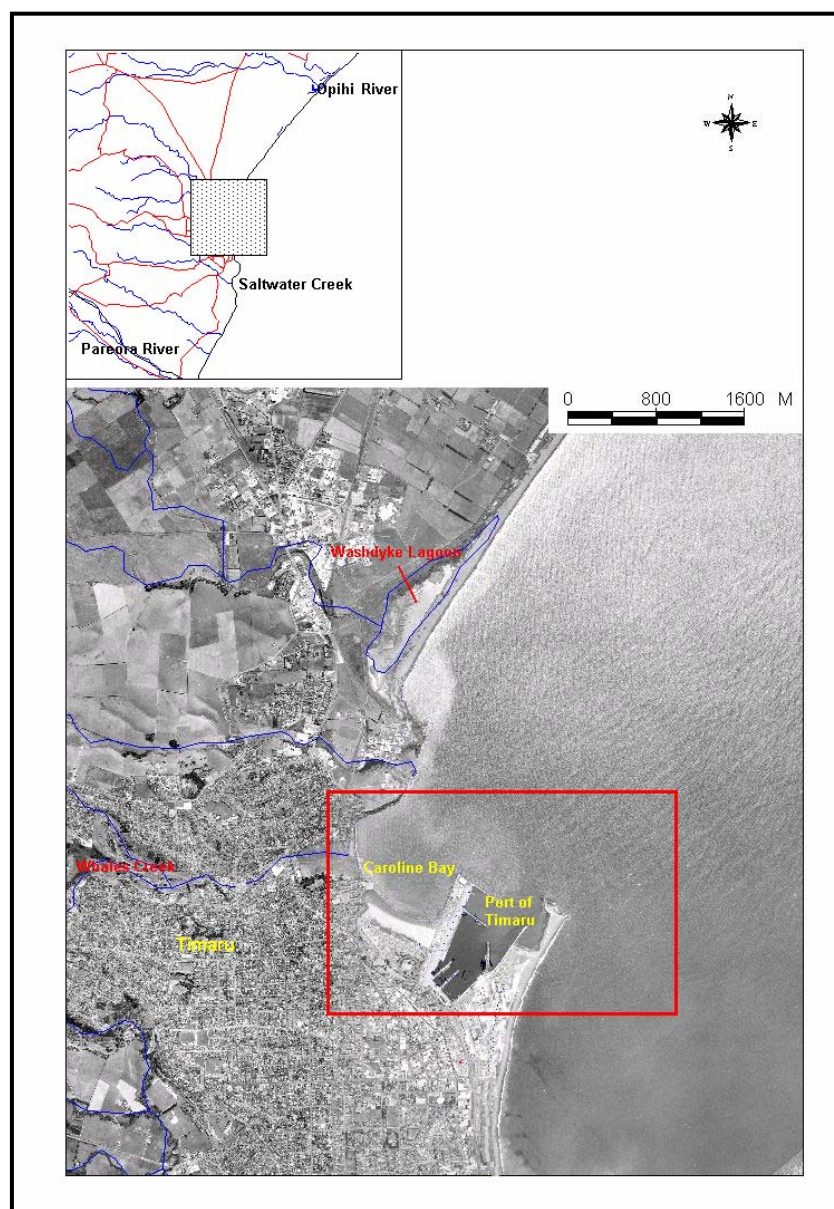 Opihi River
N
W E
S
Saltwater Creek
Pareora River
0 800 1600 M
Washdyke Lagoon
Whales Creek
Caroline Bay
Port of
Timaru
Timaru